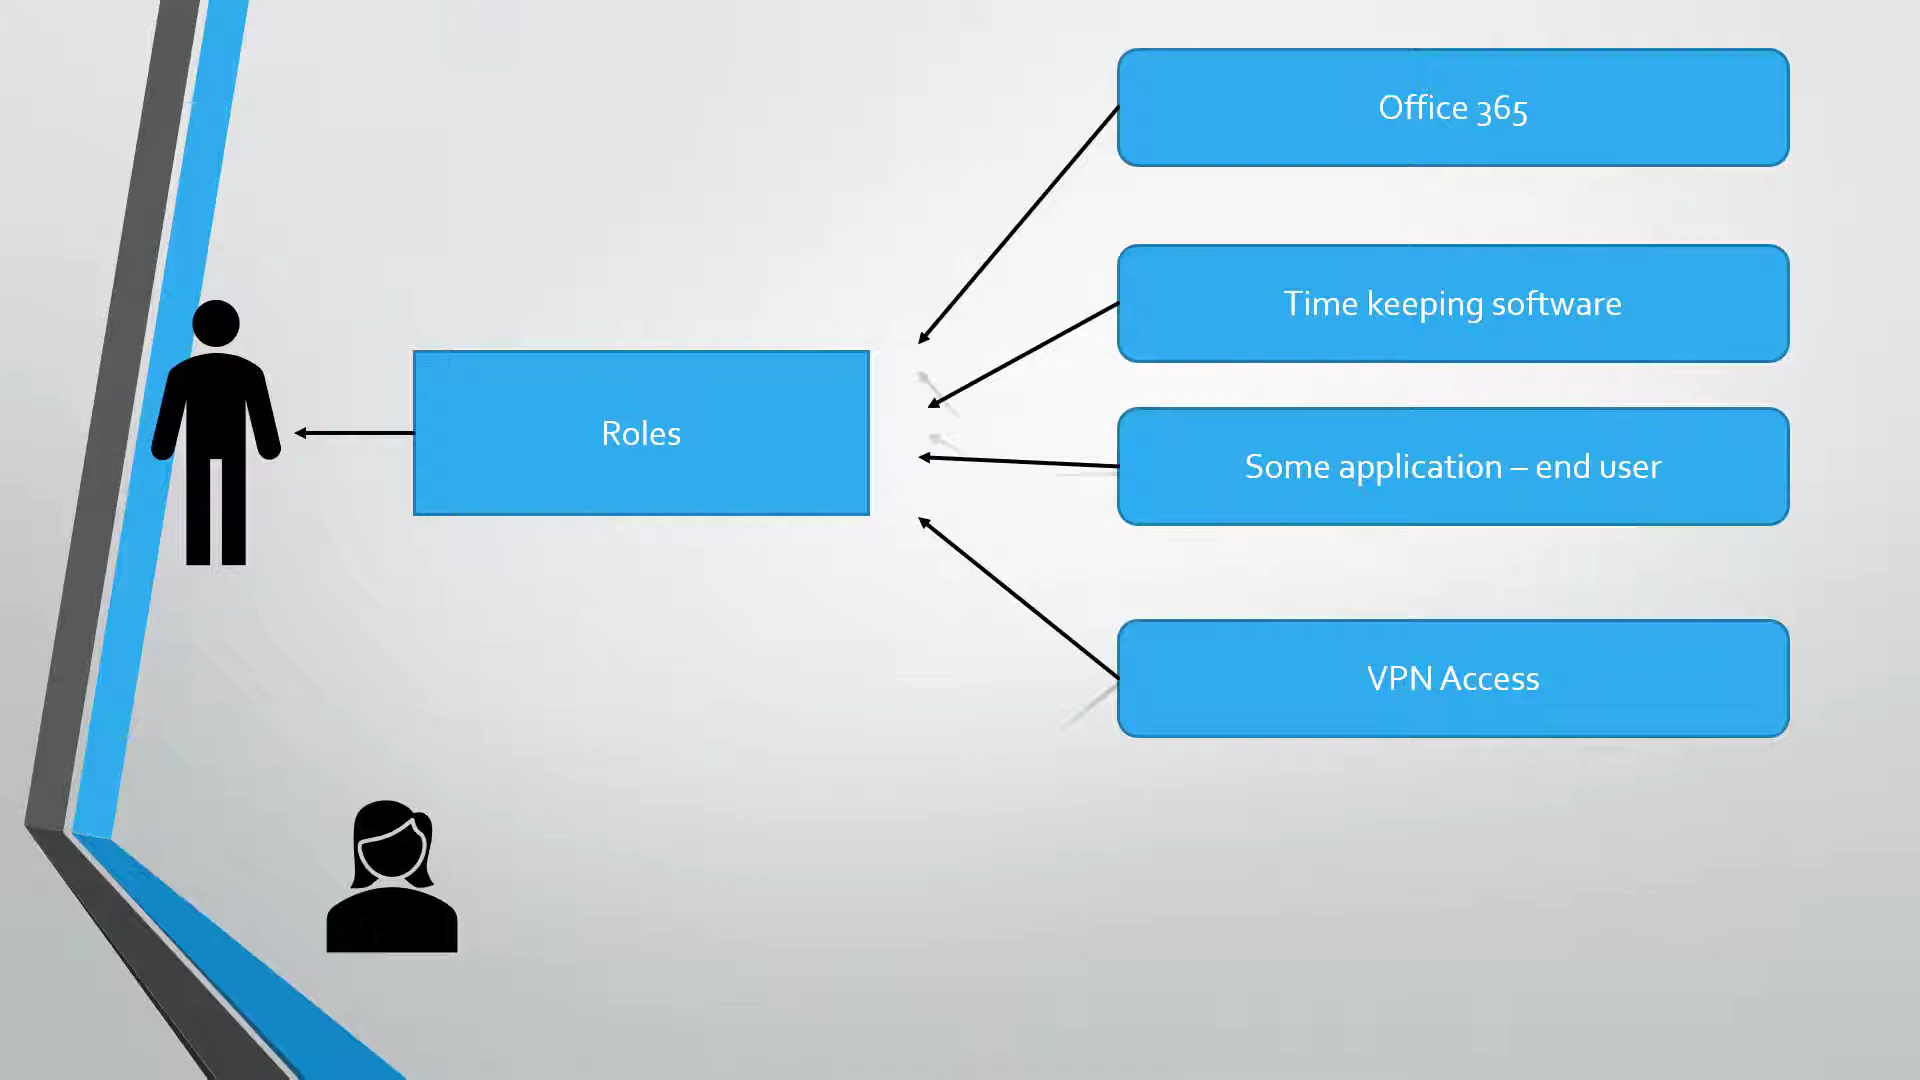 Office 365
Time keeping software
Roles
Some application – end user
VPN Access